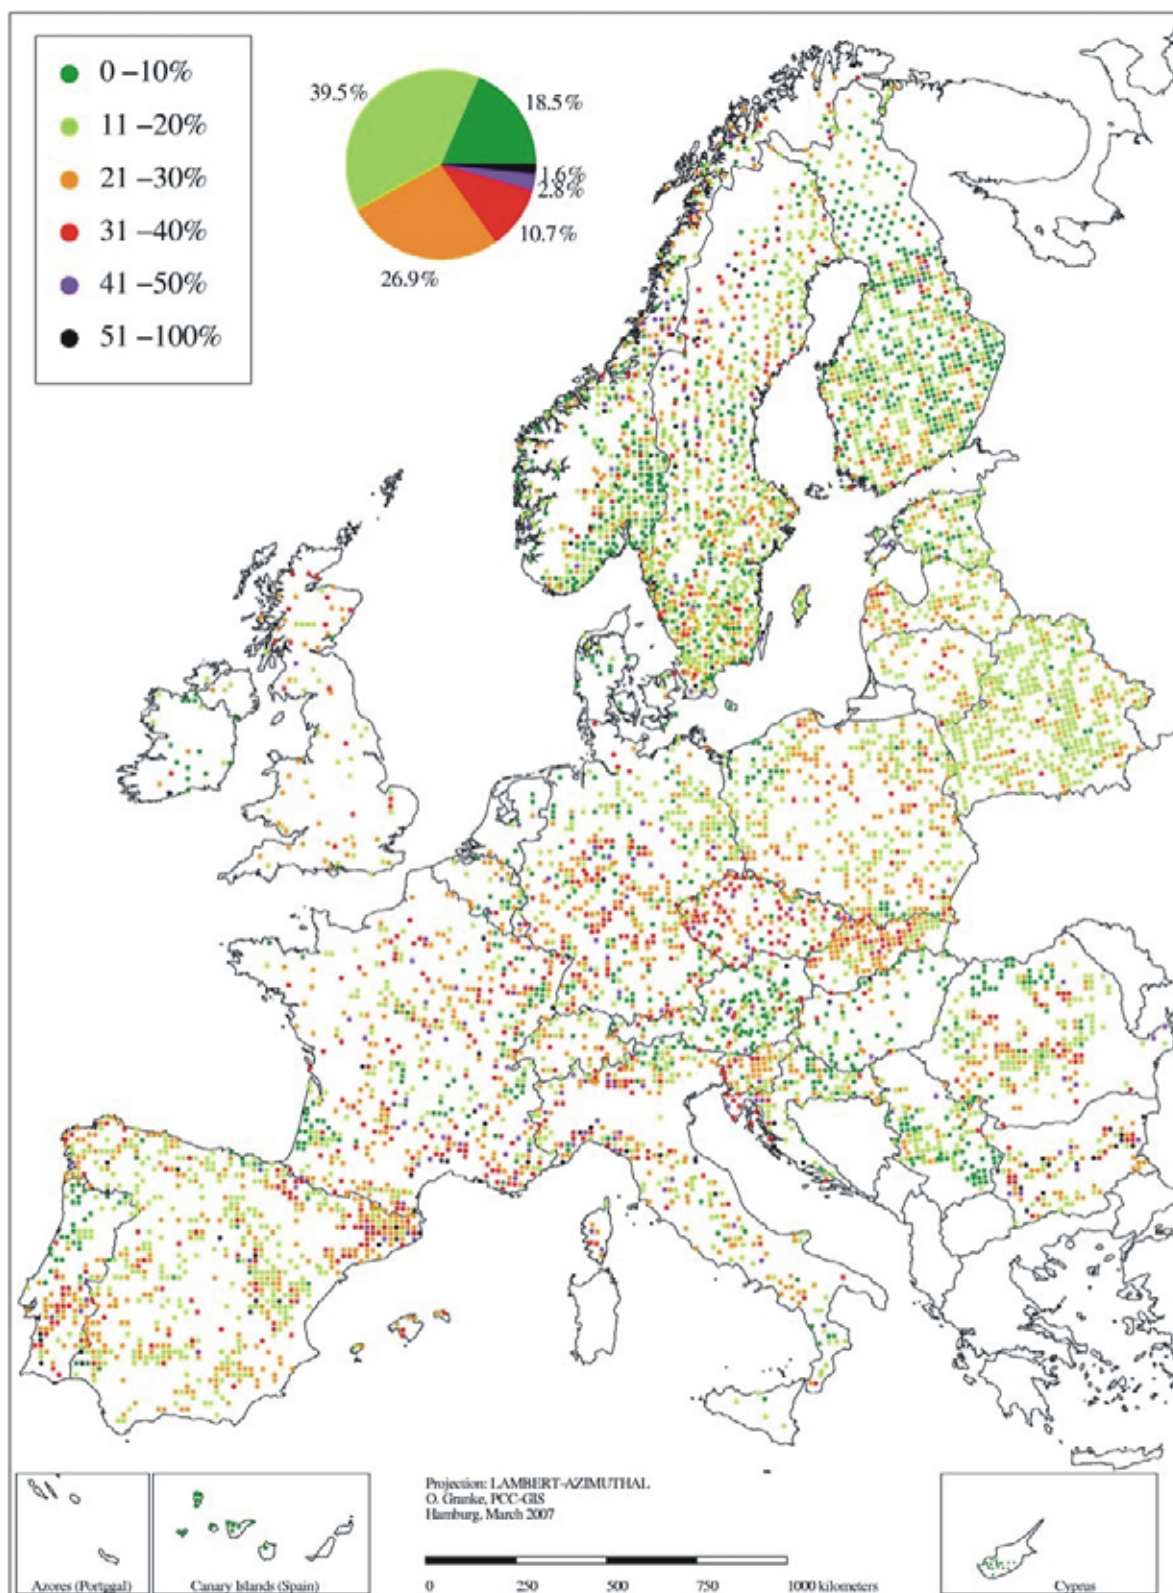 0 –10%
11 –20%
21 –30%
31 –40%
41 –50%
51 –100%
39.5%
18.5%
1.6%
2.8%
10.7%
26.9%
Projection: LAMBERT-AZIMUTHAL
O. Granke, PCC-GIS
Hamburg, March 2007
0 250 500 750 1000 kilometers
Azores (Portugal)
Canary Islands (Spain)
Cyprus